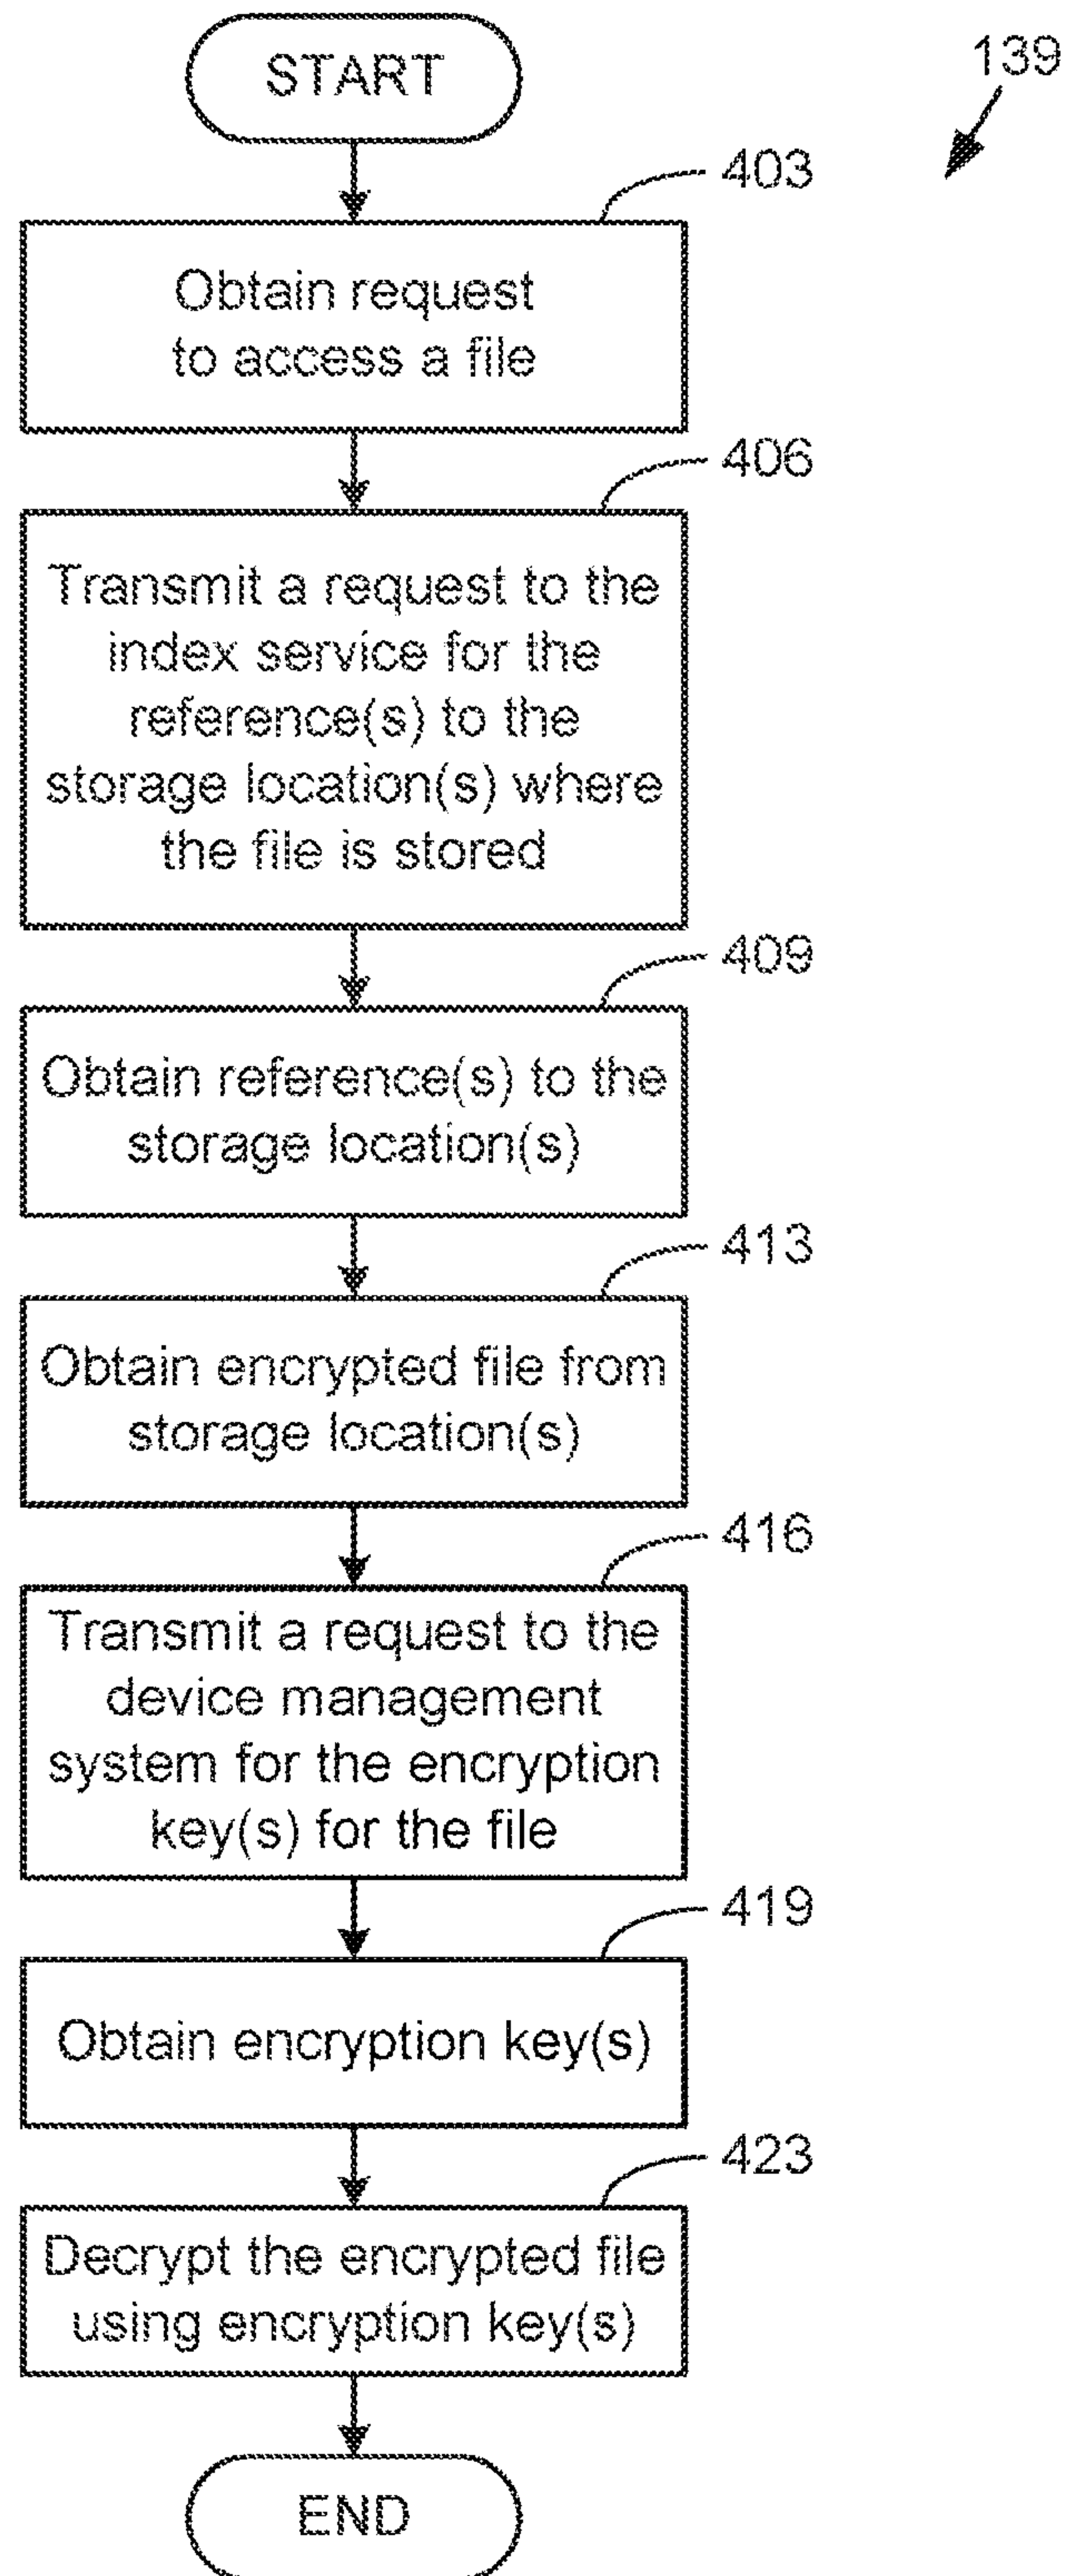 START
139
403
Obtain request
to access a file
406
Transmit a request to the
index service for the
reference(s) to the
storage location(s) where
the file is stored
409
Obtain reference(s) to the
storage location(s)
413
Obtain encrypted file from
storage location(s)
416
Transmit a request to the
device management
system for the encryption
key(s) for the file
419
Obtain encryption key(s)
423
Decrypt the encrypted file
using encryption key(s)
END